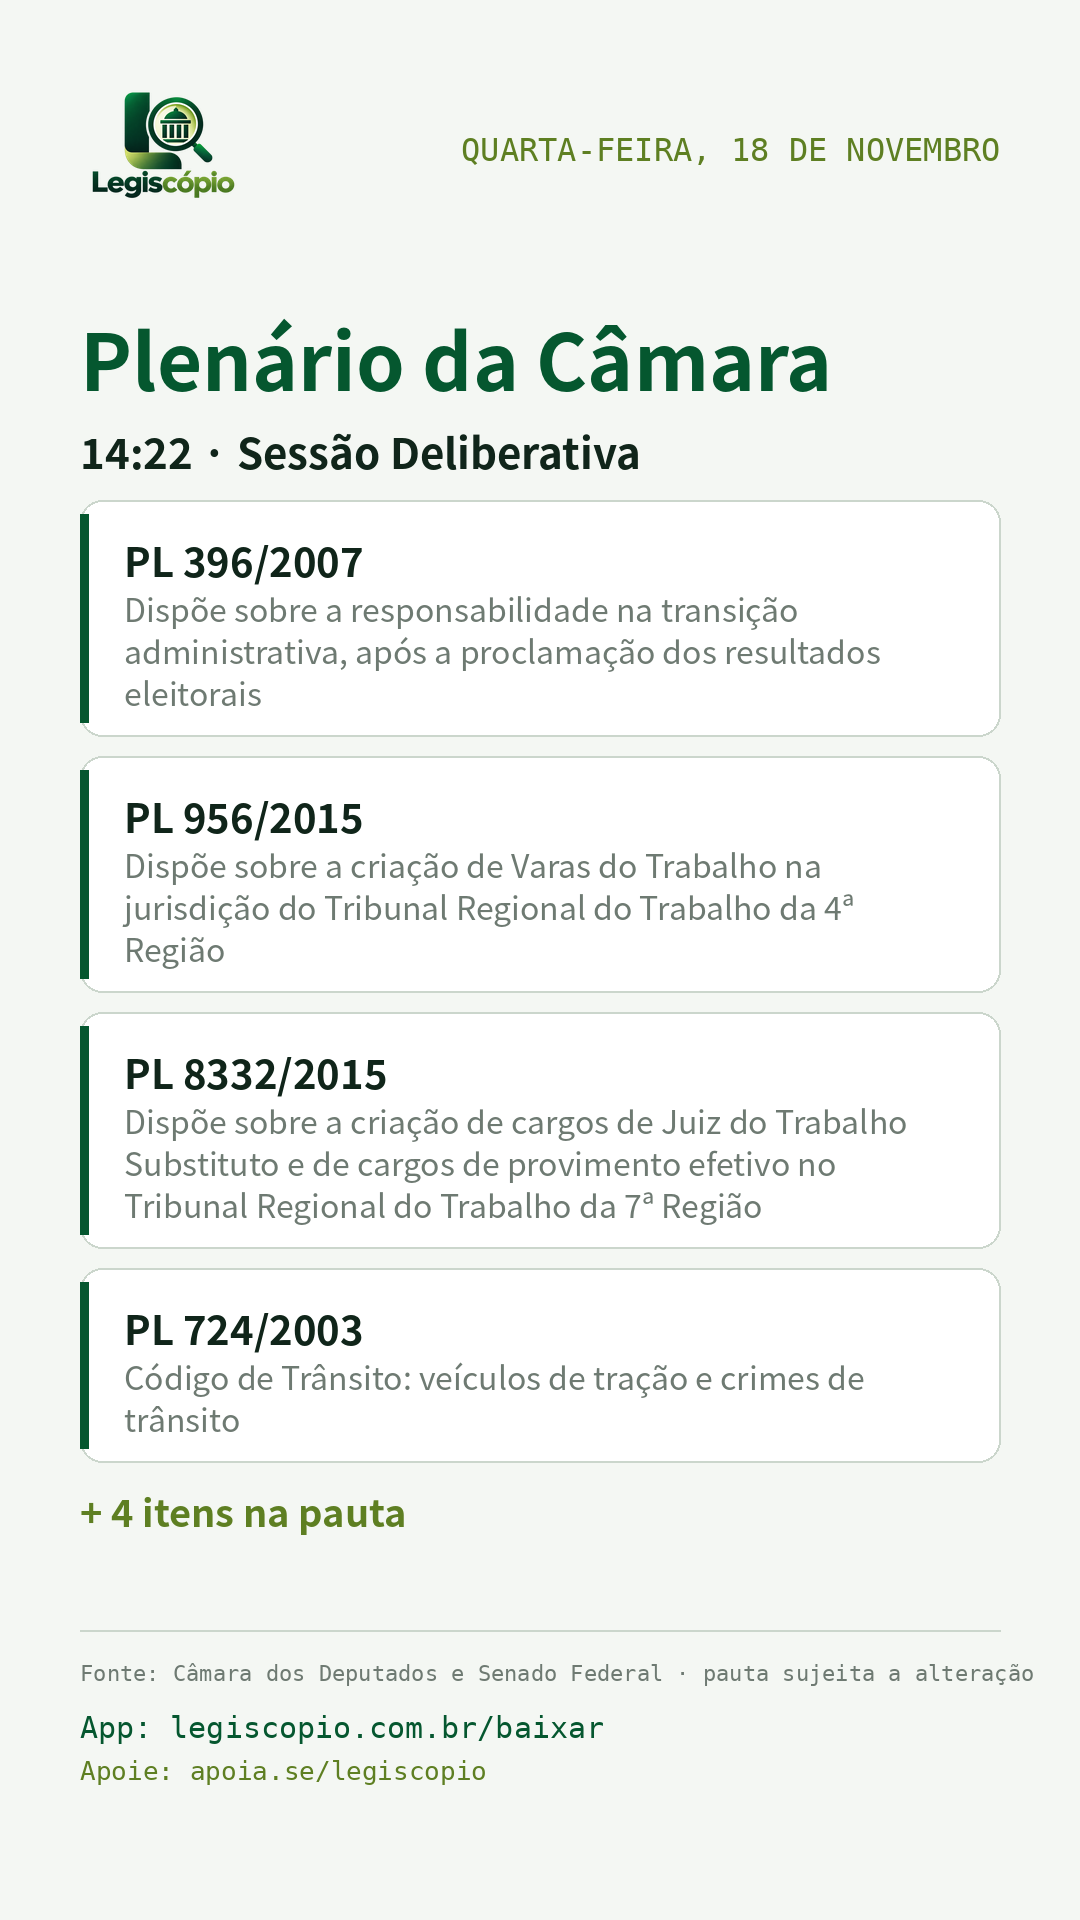 Legiscópio
QUARTA-FEIRA, 18 DE NOVEMBRO
Plenário da Câmara
14:22 · Sessão Deliberativa
PL 396/2007
Dispõe sobre a responsabilidade na transição
administrativa, após a proclamação dos resultados
eleitorais
PL 956/2015
Dispõe sobre a criação de Varas do Trabalho na
jurisdição do Tribunal Regional do Trabalho da 4ª
Região
PL 8332/2015
Dispõe sobre a criação de cargos de Juiz do Trabalho
Substituto e de cargos de provimento efetivo no
Tribunal Regional do Trabalho da 7ª Região
PL 724/2003
Código de Trânsito: veículos de tração e crimes de
trânsito
+ 4 itens na pauta
Fonte: Câmara dos Deputados e Senado Federal · pauta sujeita a alteração
App: legiscopio.com.br/baixar
Apoie: apoia.se/legiscopio